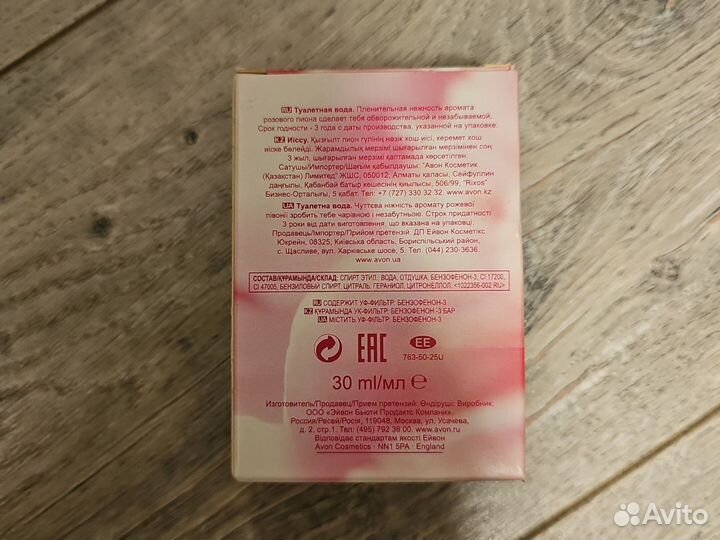 RU Туалетная вода. Пленительная нежность аромата
розового пиона сделает тебя обворожительной и незабываемой.
Срок годности - 3 года с даты производства, указанной на упаковке.
KZ Иіссу. Қызғылт пион гүлінің нәзік хош-иісі, керемет хош
иіске бөлейді. Жарамдылық мерзімі шығарылған мерзімінен соң
3 жыл, шығарылған мерзімі қаптамада көрсетілген.
Сатушы/Импортер/Шағым қабылдаушы: "Авон Косметик
(Казахстан) Лимитед" ЖШС, 050012, Алматы қаласы, Сейфуллин
даңғылы, Қабанбай батыр көшесінің қиылысы, 506/99, "Rixos"
Бизнес-Орталығы, 5 қабат. Тел: +7 (727) 330 32 32. www.avon.kz
UA Туалетна вода. Чуттєва ніжність аромату рожевої
півонії зробить тебе чарівною і незабутньою. Строк придатності
3 роки від дати виготовлення, що вказана на упаковці.
Продавець/Імпортер/Прийом претензій. ДП Ейвон Косметікс
Юкрейн, 08325, Київська область, Бориспільський район,
с. Щасливе, вул. Харківське шосе, 5. Тел. (044) 230-3636.
www.avon.ua
СОСТАВ/ҚҰРАМЫНДА/СКЛАД: СПИРТ ЭТИЛ., ВОДА, ОТДУШКА, БЕНЗОФЕНОН-3, CI 17200,
CI 47005, БЕНЗИЛОВЫЙ СПИРТ, ЦИТРАЛЬ, ГЕРАНИОЛ, ЦИТРОНЕЛЛОЛ. <1022356-002 RU>
RU СОДЕРЖИТ УФ-ФИЛЬТР: БЕНЗОФЕНОН-3
KZ ҚҰРАМЫНДА УК-ФИЛЬТР: БЕНЗОФЕНОН -3 БАР
UA МІСТИТЬ УФ-ФІЛЬТР: БЕНЗОФЕНОН-3
EAC EE
763-50-25U
30 ml/мл ℮
Изготовитель/Продавец/Прием претензий: Өндіруші: Виробник:
ООО «Эйвон Бьюти Продактс Компани».
Россия/Ресей/Росія, 119048, Москва, ул. Усачева,
д. 2, стр.1. Тел. (495) 792 36 00. www.avon.ru
Відповідає стандартам якості Ейвон
Avon Cosmetics · NN1 5PA · England
Avito